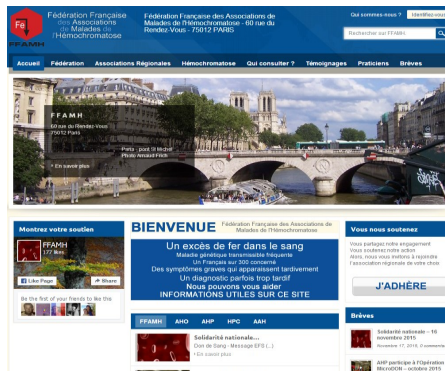 Fe
FFAMH
Fédération Française
des Associations
de Malades de
l'Hémochromatose
Fédération Française des Associations de
Malades de l'Hémochromatose - 60 rue du
Rendez-Vous - 75012 PARIS
Qui sommes-nous ?
Identifiez-vous
Rechercher sur FFAMH
Accueil
Fédération
Associations Régionales
Hémochromatose
Qui consulter ?
Témoignages
Praticiens
Brèves
FFAMH
60 rue du Rendez-Vous
75012 Paris
Paris - pont St Michel
Photo Arnaud Frich
En savoir plus
Montrez votre soutien
FFAMH
177 likes
Like Page
Share
Be the first of your friends to like this
BIENVENUE
Fédération Française des Associations de
Malades de l'Hémochromatose
Un excès de fer dans le sang
Maladie génétique transmissible fréquente
Un Français sur 300 concerné
Des symptômes graves qui apparaissent tardivement
Un diagnostic parfois trop tardif
Nous pouvons vous aider
INFORMATIONS UTILES SUR CE SITE
FFAMH
AHO
AHP
HPC
AAH
Solidarité nationale...
Don de Sang - Message EFS (...)
En savoir plus
Vous nous soutenez
Vous partagez notre engagement
Vous soutenez notre action
Alors, nous vous invitons à rejoindre
l'association régionale de votre choix
J'ADHÈRE
Brèves
Solidarité nationale – 16
novembre 2015
AHP participe à l'Opération
MicroDON – octobre 2015